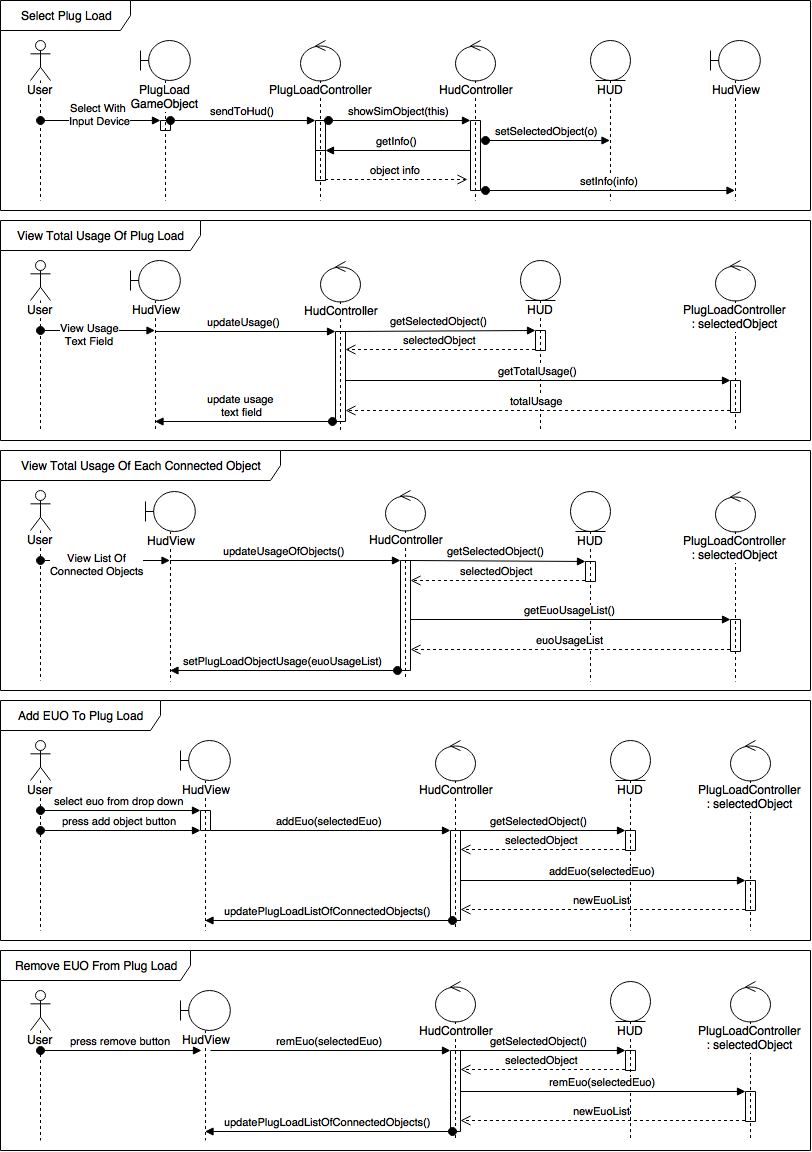 Select Plug Load
User
PlugLoad
GameObject
PlugLoadController
HudController
HUD
HudView
Select With
Input Device
sendToHud()
showSimObject(this)
setSelectedObject(o)
getInfo()
object info
setInfo(info)
View Total Usage Of Plug Load
User
HudView
HudController
HUD
PlugLoadController
: selectedObject
View Usage
Text Field
updateUsage()
getSelectedObject()
selectedObject
getTotalUsage()
totalUsage
update usage
text field
View Total Usage Of Each Connected Object
User
HudView
HudController
HUD
PlugLoadController
: selectedObject
View List Of
Connected Objects
updateUsageOfObjects()
getSelectedObject()
selectedObject
getEuoUsageList()
euoUsageList
setPlugLoadObjectUsage(euoUsageList)
Add EUO To Plug Load
User
HudView
HudController
HUD
PlugLoadController
: selectedObject
select euo from drop down
press add object button
addEuo(selectedEuo)
getSelectedObject()
selectedObject
addEuo(selectedEuo)
newEuoList
updatePlugLoadListOfConnectedObjects()
Remove EUO From Plug Load
User
HudView
HudController
HUD
PlugLoadController
: selectedObject
press remove button
remEuo(selectedEuo)
getSelectedObject()
selectedObject
remEuo(selectedEuo)
newEuoList
updatePlugLoadListOfConnectedObjects()